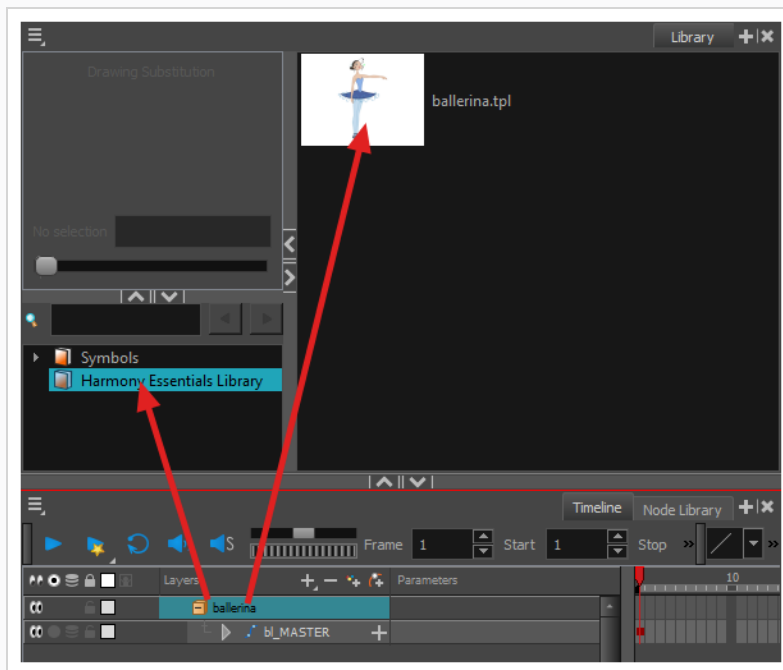 Library
Drawing Substitution
ballerina.tpl
No selection
Symbols
Harmony Essentials Library
Timeline
Node Library
S
Frame 1 Start 1 Stop »
»
Layers Parameters 10
ballerina
bl_MASTER